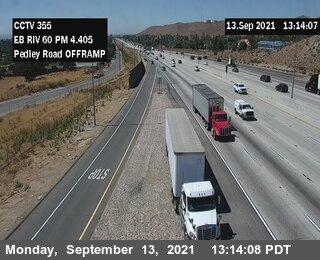 CCTV 355
EB RIV 60 PM 4.405
Pedley Road OFFRAMP
13.Sep 2021 13:14:07
STOP
Monday, September 13, 2021 13:14:08 PDT